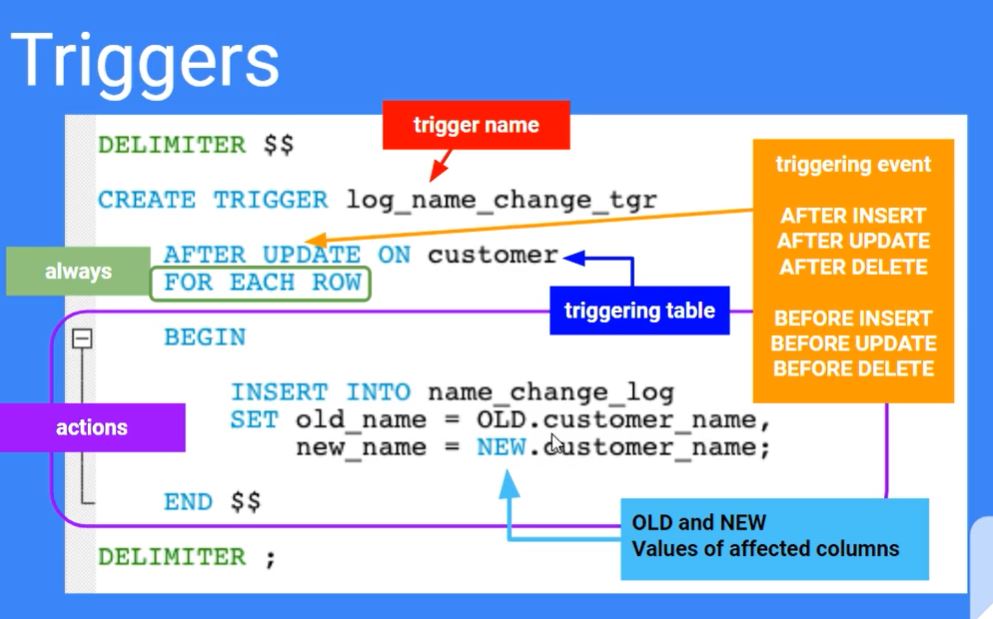 Triggers
trigger name
DELIMITER $$
triggering event
CREATE TRIGGER log_name_change_tgr
AFTER INSERT
AFTER UPDATE
AFTER DELETE
always
AFTER UPDATE ON customer
FOR EACH ROW
triggering table
BEFORE INSERT
BEFORE UPDATE
BEFORE DELETE
BEGIN
INSERT INTO name_change_log
SET old_name = OLD.customer_name,
new_name = NEW.customer_name;
actions
END $$
OLD and NEW
Values of affected columns
DELIMITER ;